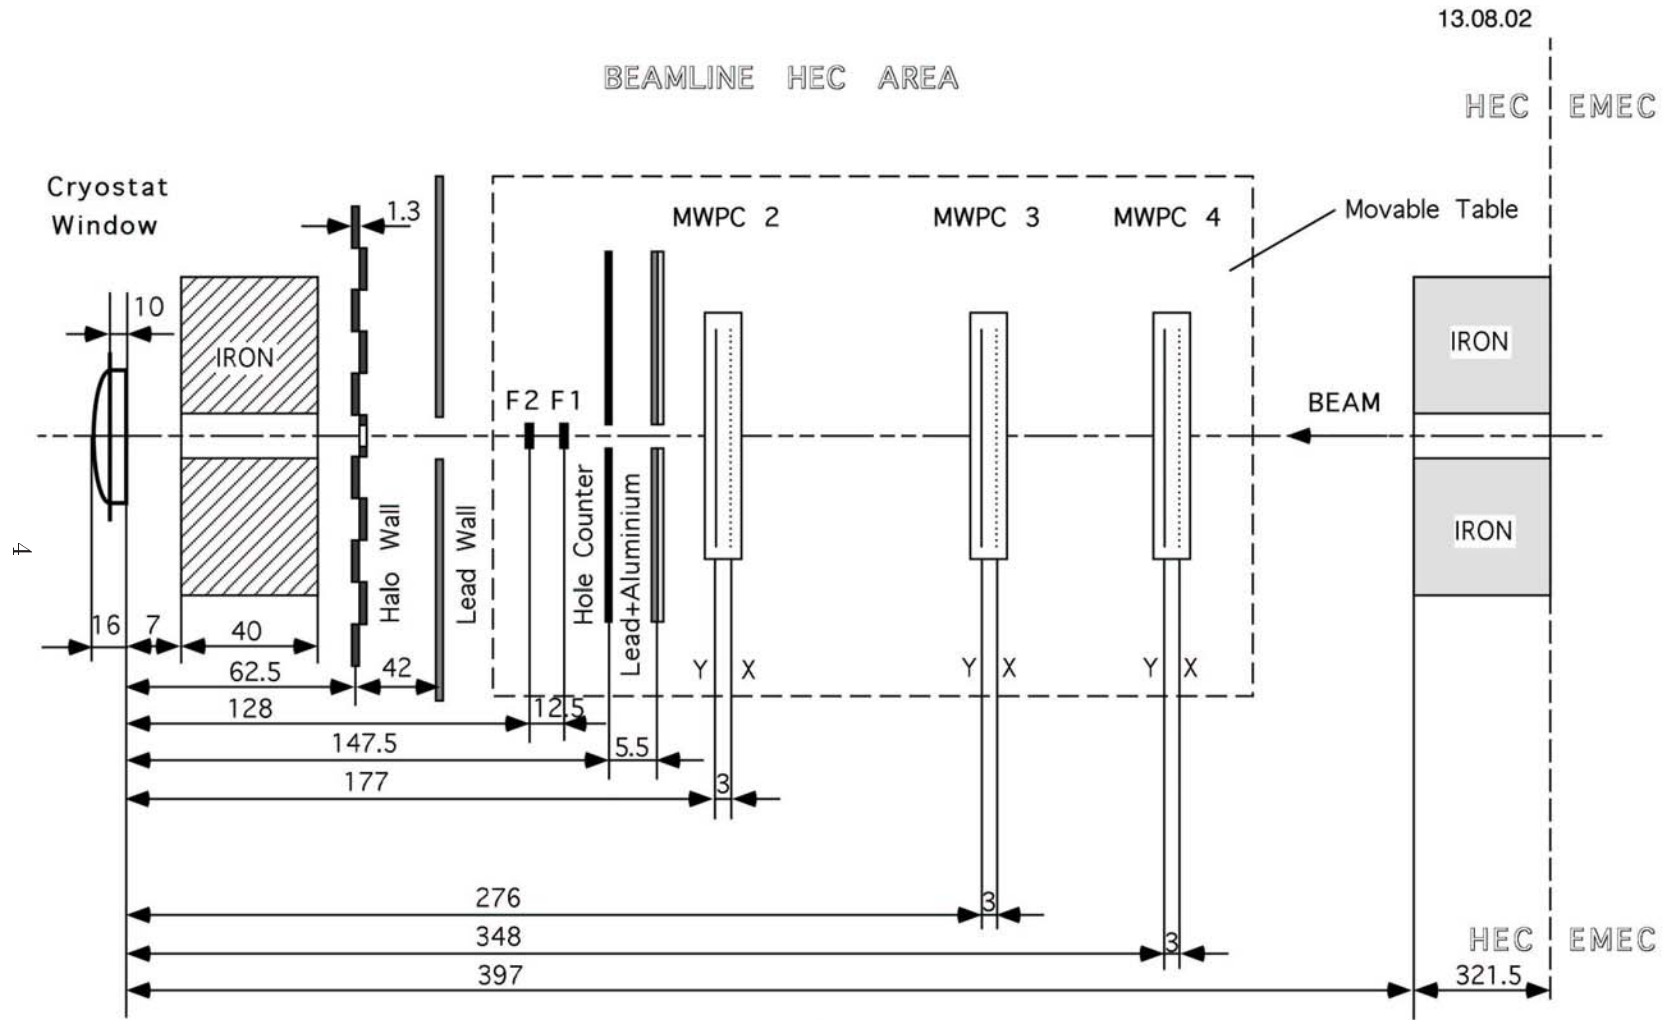 13.08.02
BEAMLINE HEC AREA
HEC EMEC
Cryostat
Window
1.3
MWPC 2
MWPC 3
MWPC 4
Movable Table
10
IRON
IRON
F2 F1
BEAM
Halo Wall
Lead Wall
Hole Counter
Lead+Aluminium
IRON
4
16
7
40
62.5
42
Y X
Y X
Y X
128
12.5
147.5
5.5
177
3
276
3
348
3
HEC EMEC
397
321.5